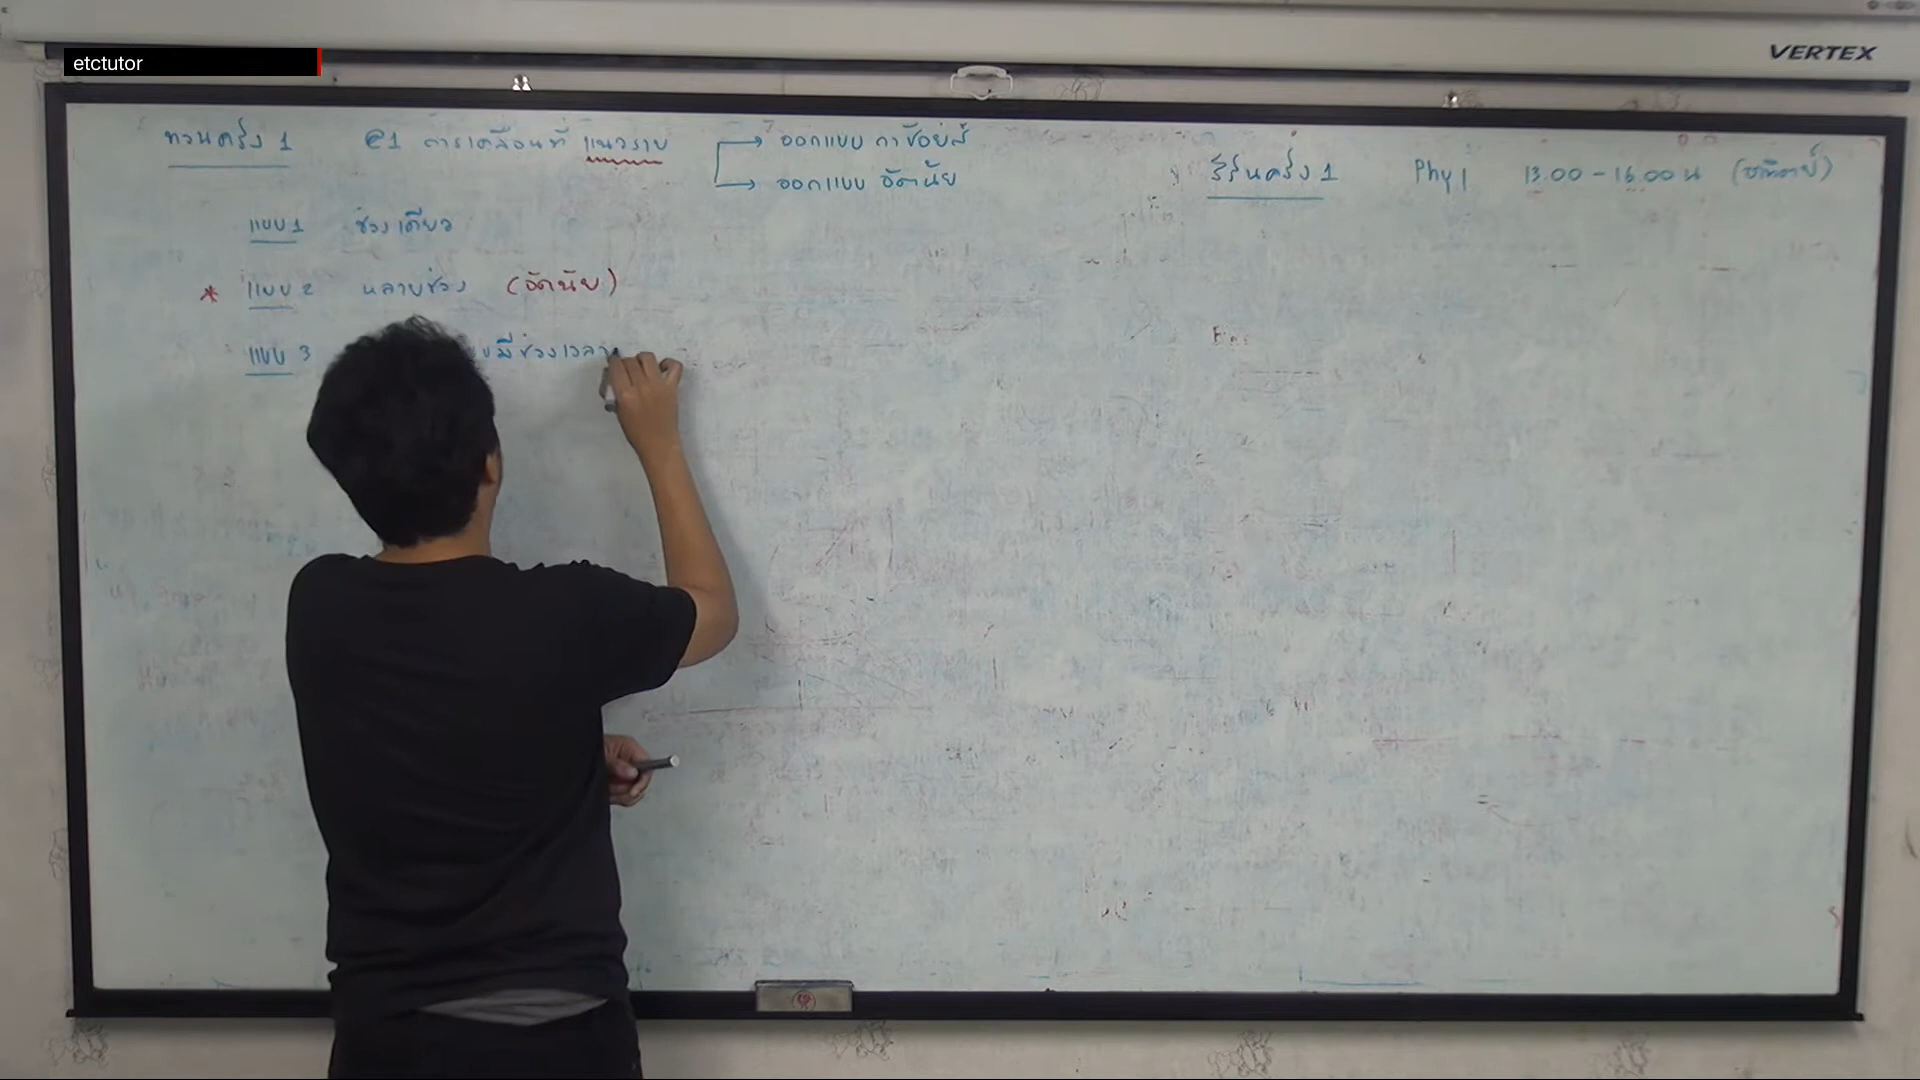 etctutor
VERTEX
ทวนครั้ง 1 @1 การเคลื่อนที่ แนวราบ → ออกแบบ กาช้อยส์
→ ออกแบบ อัตนัย
เรียนครั้ง 1 Phy 1 13.00 - 16.00 น (อาทิตย์)
แบบ 1 ช่วงเดียว
* แบบ 2 หลายช่วง (อัตนัย)
แบบ 3 มีช่วงเวลา